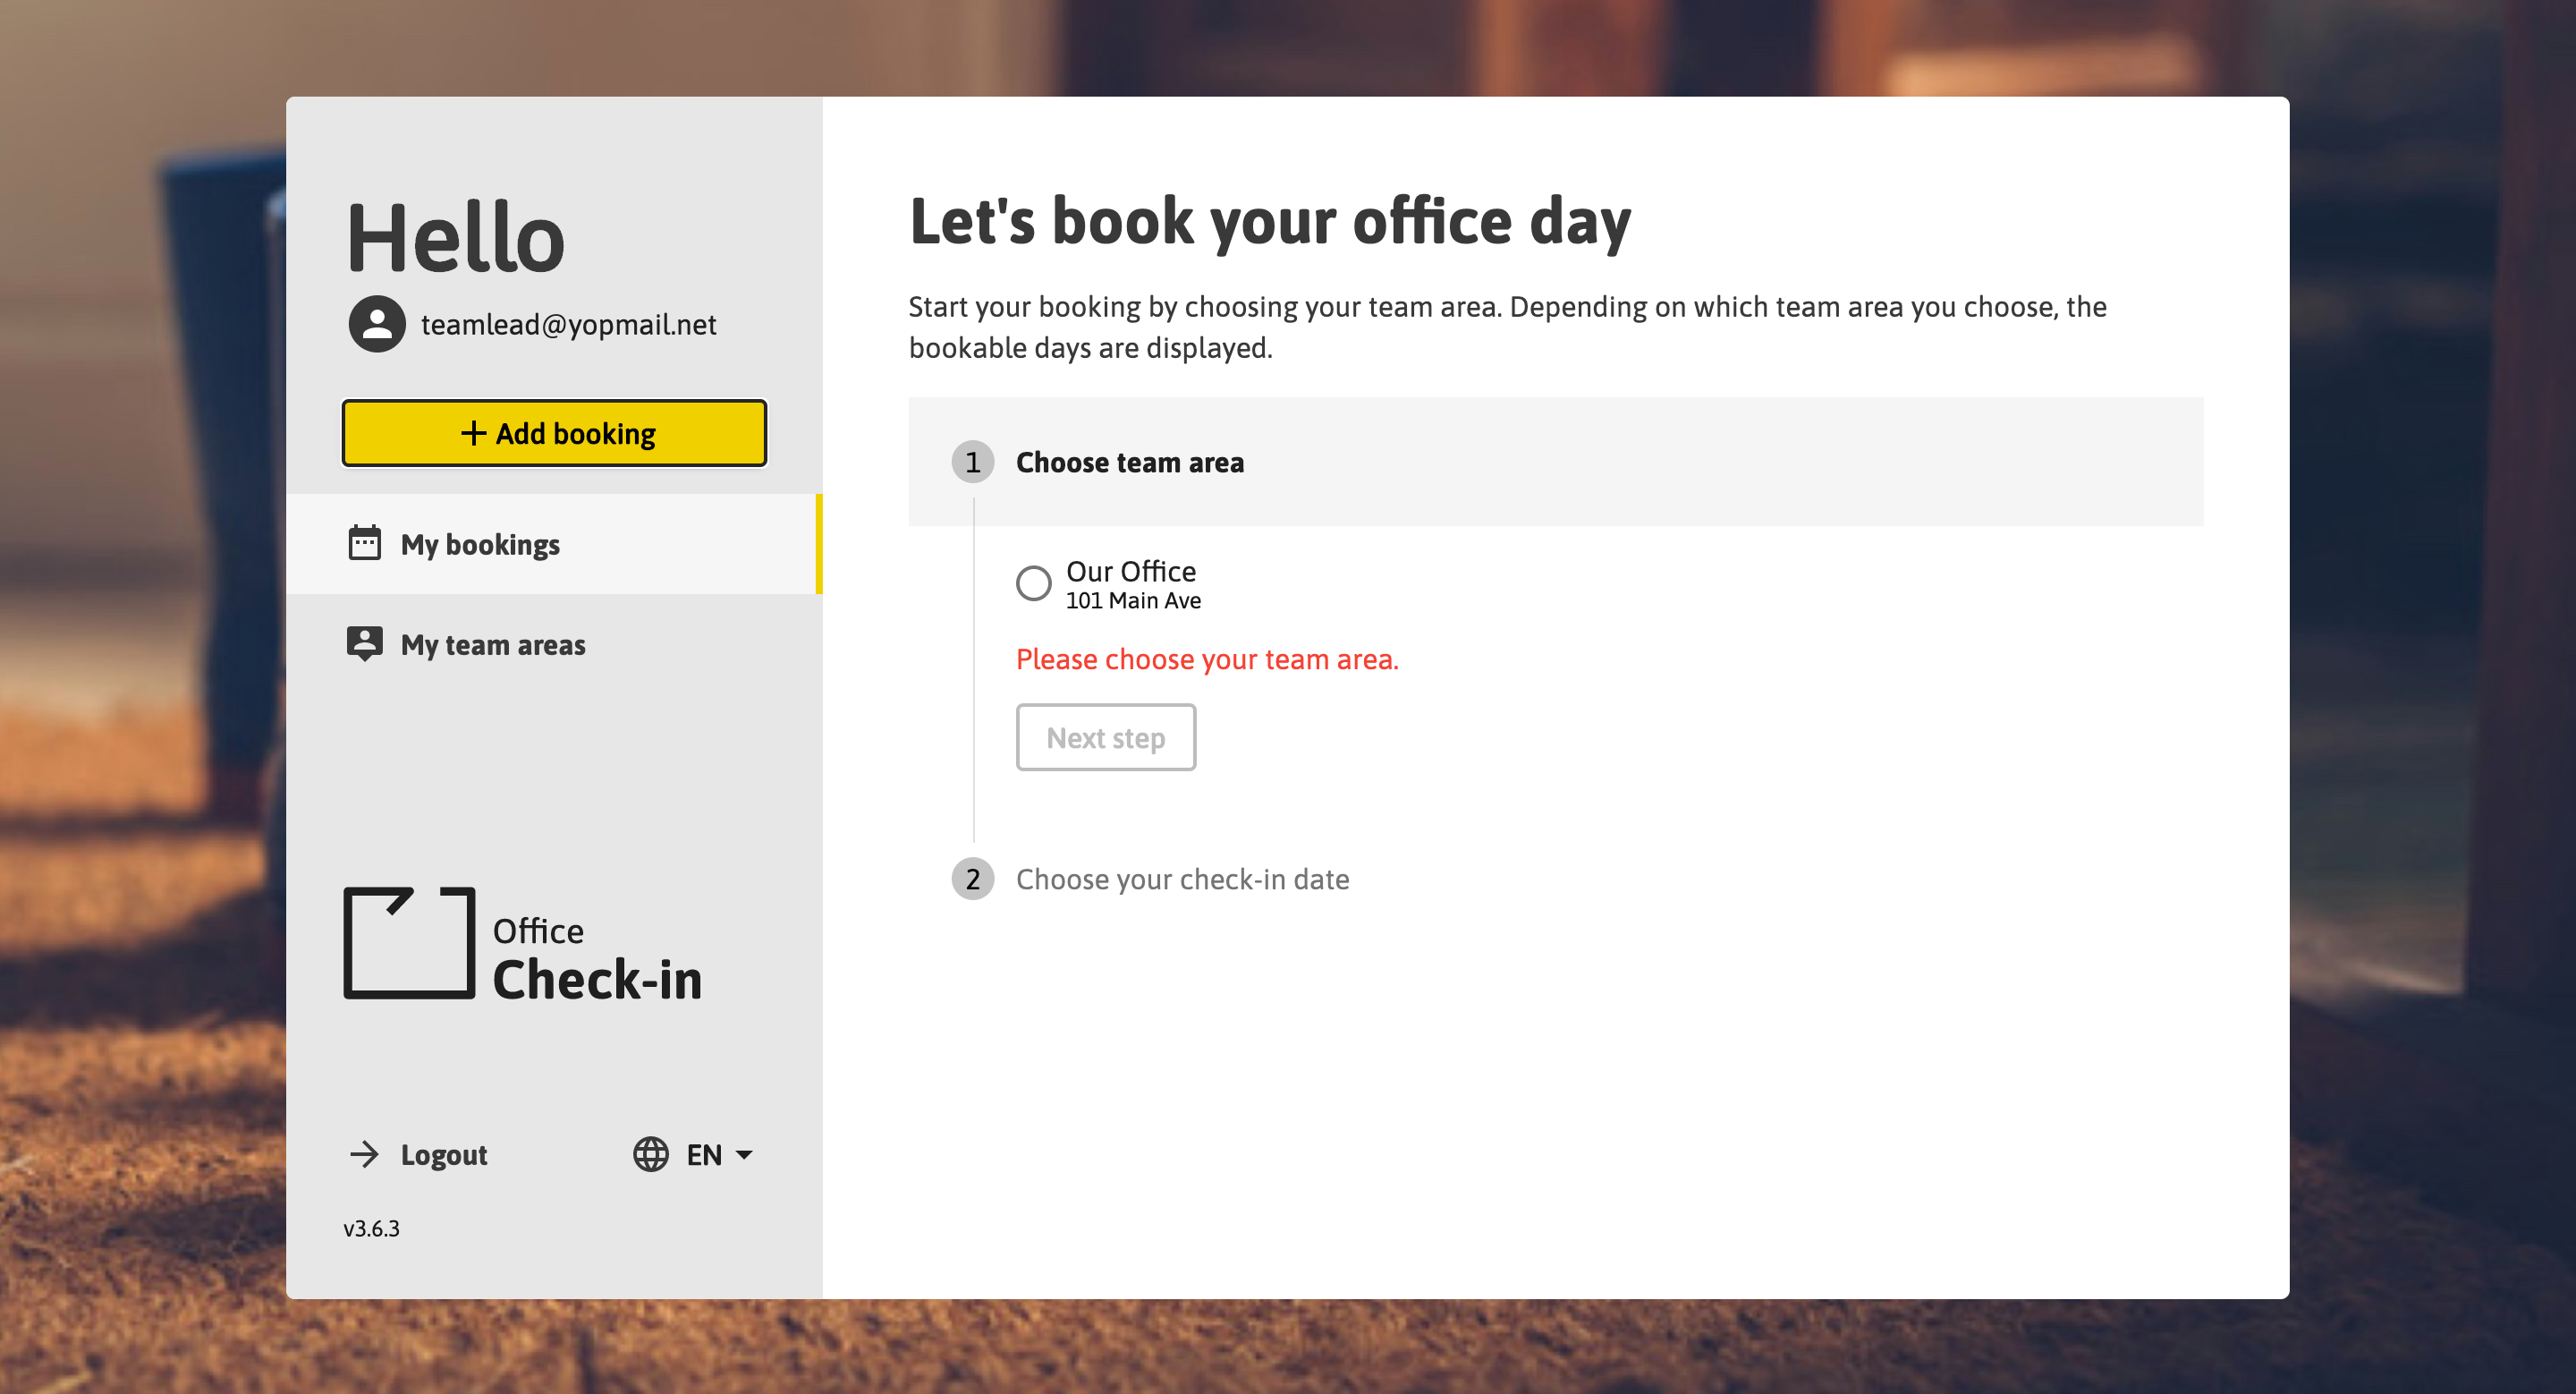 Hello
teamlead@yopmail.net
+ Add booking
My bookings
My team areas
Office
Check-in
Logout
EN
v3.6.3
Let's book your office day
Start your booking by choosing your team area. Depending on which team area you choose, the
bookable days are displayed.
1 Choose team area
Our Office
101 Main Ave
Please choose your team area.
Next step
2 Choose your check-in date